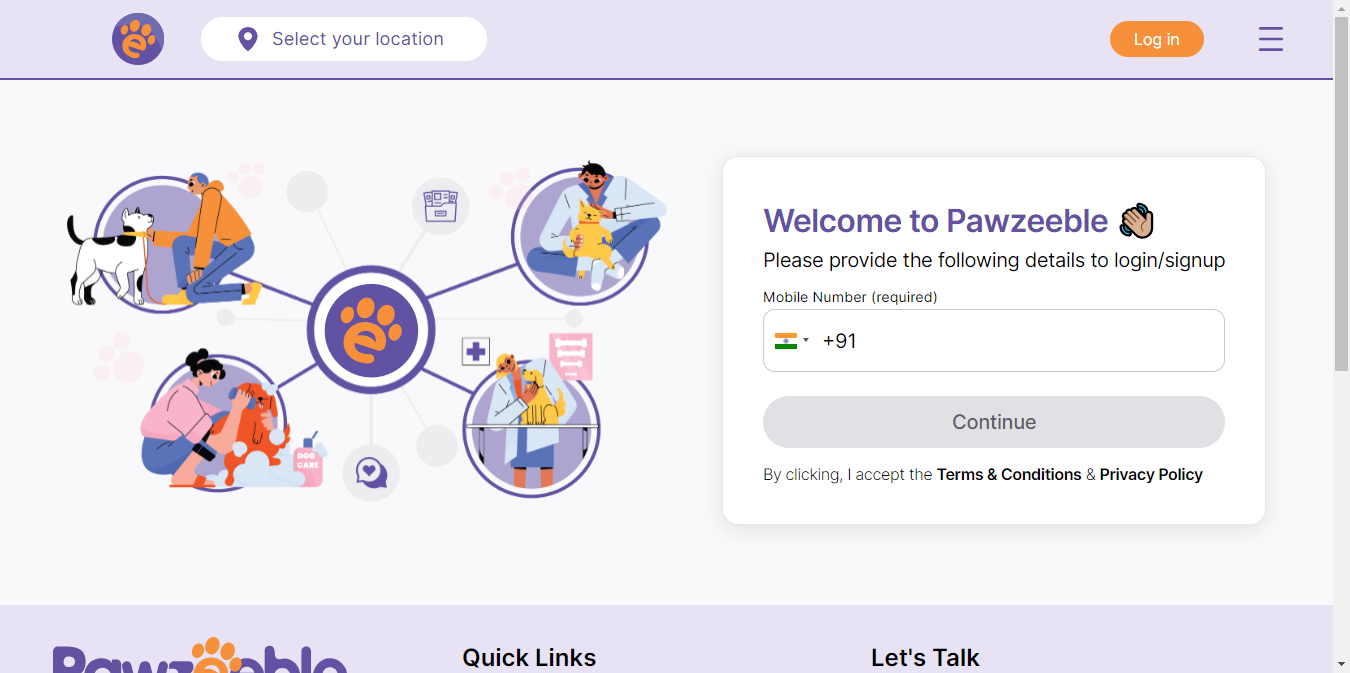 Select your location
Log in
Welcome to Pawzeeble
Please provide the following details to login/signup
Mobile Number (required)
+91
Continue
By clicking, I accept the Terms & Conditions & Privacy Policy
DOG
CARE
Pawzeeble
Quick Links
Let's Talk